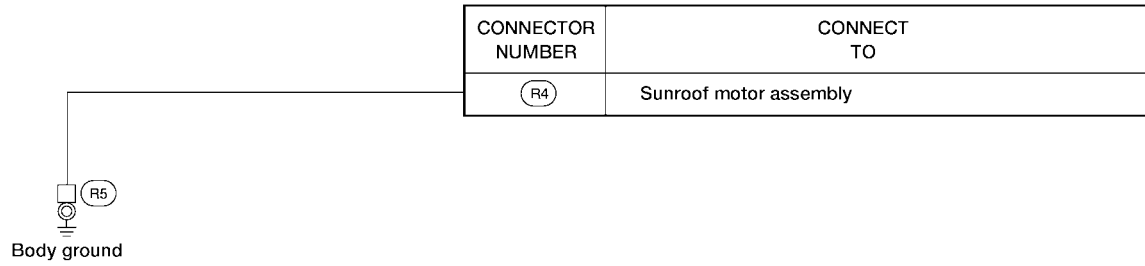 CONNECTOR
NUMBER
CONNECT
TO
R4
Sunroof motor assembly
R5
Body ground